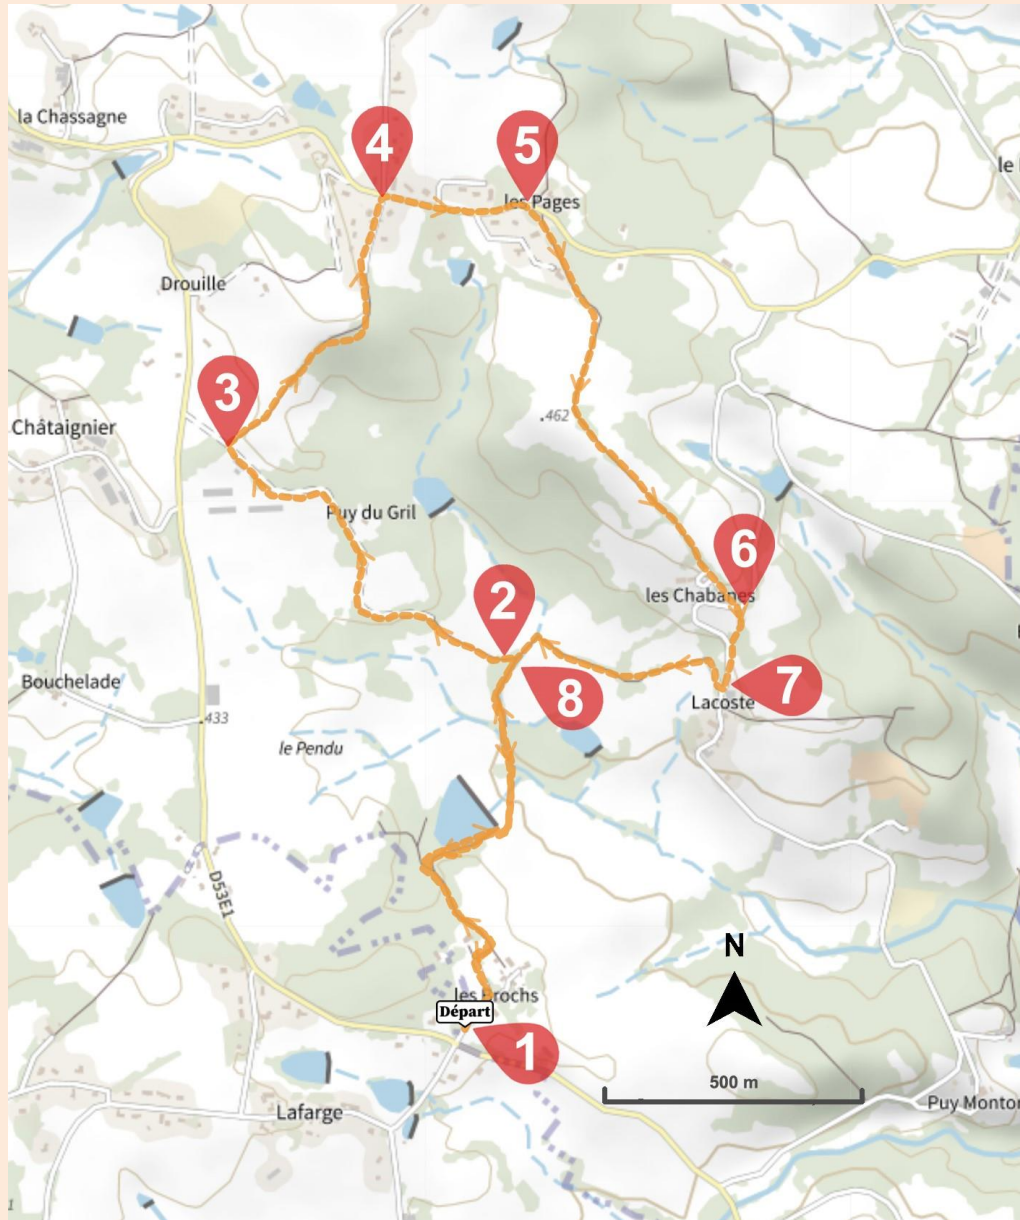 la Chassagne
4
5
le
les Pages
Drouille
3
.462
Châtaignier
Puy du Gril
6
2
les Chabanes
Bouchelade
7
8
Lacoste
.433
le Pendu
D53E1
N
les Brochs
Départ
1
500 m
Lafarge
Puy Montor